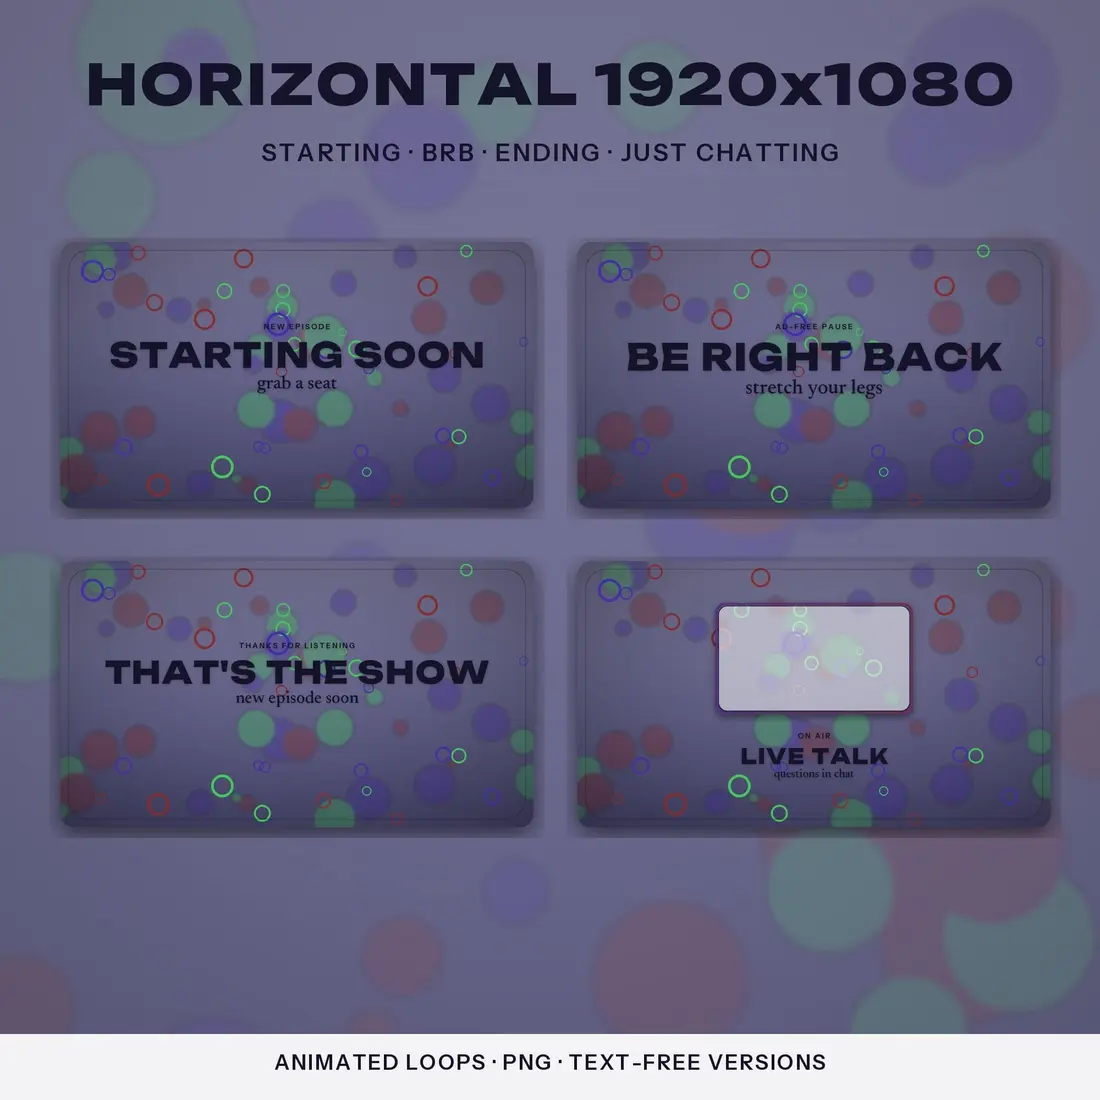 HORIZONTAL 1920x1080
STARTING · BRB · ENDING · JUST CHATTING
NEW EPISODE
STARTING SOON
grab a seat
AD-FREE PAUSE
BE RIGHT BACK
stretch your legs
THANKS FOR LISTENING
THAT'S THE SHOW
new episode soon
ON AIR
LIVE TALK
questions in chat
ANIMATED LOOPS · PNG · TEXT-FREE VERSIONS